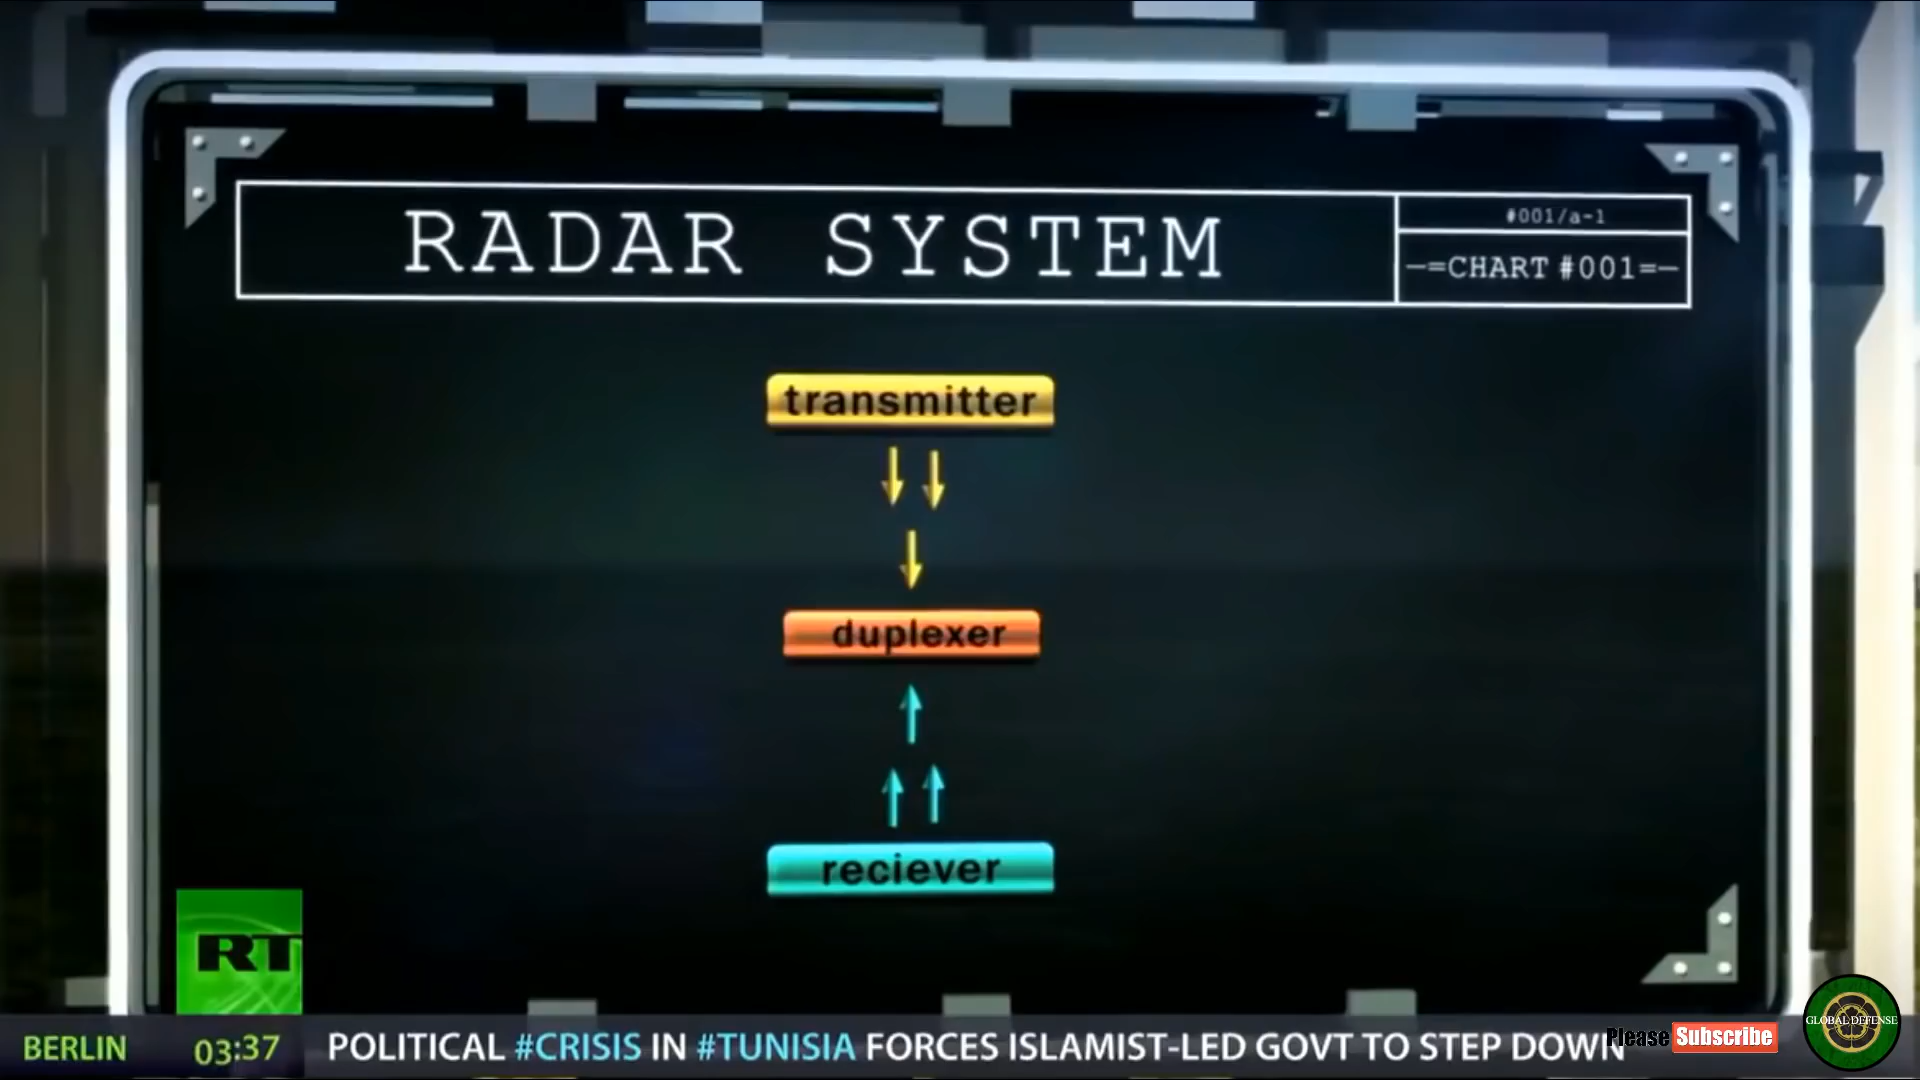 RADAR SYSTEM
#001/a-1
—=CHART #001=—
transmitter
duplexer
reciever
RT
BERLIN 03:37 POLITICAL #CRISIS IN #TUNISIA FORCES ISLAMIST-LED GOVT TO STEP DOWN
Please Subscribe
GLOBAL DEFENSE